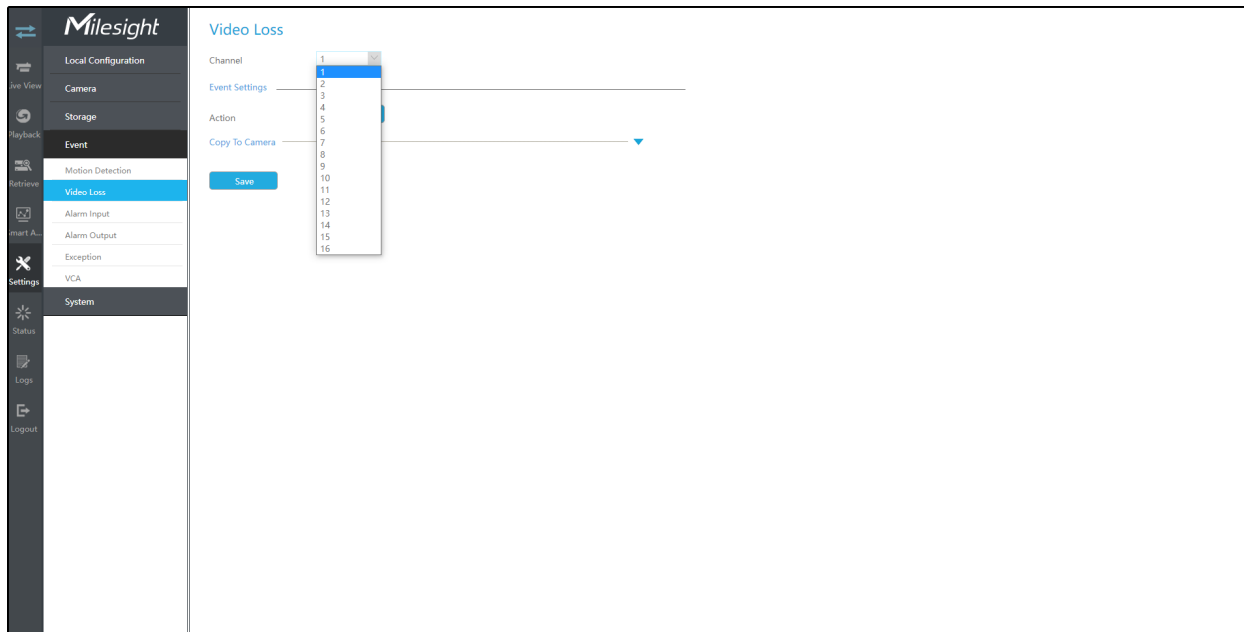 Milesight
Live View
Playback
Retrieve
Smart A...
Settings
Status
Logs
Logout
Local Configuration
Camera
Storage
Event
Motion Detection
Video Loss
Alarm Input
Alarm Output
Exception
VCA
System
Video Loss
Channel
1
1
2
3
4
5
6
7
8
9
10
11
12
13
14
15
16
Event Settings
Action
Copy To Camera
Save